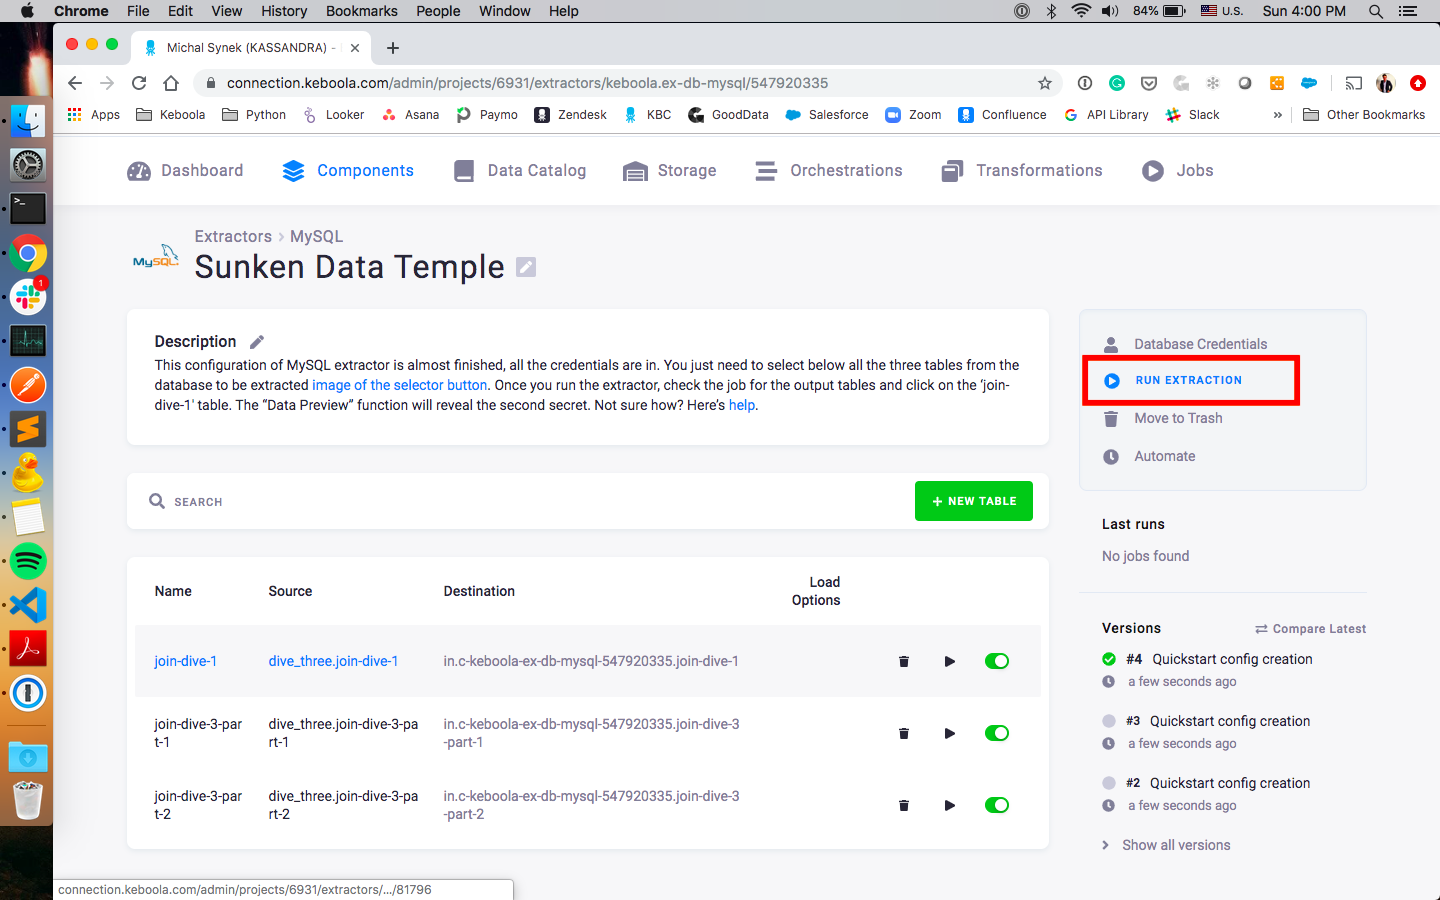 Chrome File Edit View History Bookmarks People Window Help 84% U.S. Sun 4:00 PM
Michal Synek (KASSANDRA) -
connection.keboola.com/admin/projects/6931/extractors/keboola.ex-db-mysql/547920335
Apps Keboola Python Looker Asana Paymo Zendesk KBC GoodData Salesforce Zoom Confluence API Library Slack » Other Bookmarks
Dashboard Components Data Catalog Storage Orchestrations Transformations Jobs
Extractors › MySQL
MySQL
Sunken Data Temple
Description
This configuration of MySQL extractor is almost finished, all the credentials are in. You just need to select below all the three tables from the
database to be extracted image of the selector button. Once you run the extractor, check the job for the output tables and click on the ‘join-
dive-1’ table. The “Data Preview” function will reveal the second secret. Not sure how? Here’s help.
Database Credentials
RUN EXTRACTION
Move to Trash
Automate
SEARCH
+ NEW TABLE
Last runs
No jobs found
Name Source Destination Load
Options
join-dive-1 dive_three.join-dive-1 in.c-keboola-ex-db-mysql-547920335.join-dive-1
join-dive-3-par dive_three.join-dive-3-pa in.c-keboola-ex-db-mysql-547920335.join-dive-3
t-1 rt-1 -part-1
join-dive-3-par dive_three.join-dive-3-pa in.c-keboola-ex-db-mysql-547920335.join-dive-3
t-2 rt-2 -part-2
Versions Compare Latest
#4 Quickstart config creation
a few seconds ago
#3 Quickstart config creation
a few seconds ago
#2 Quickstart config creation
a few seconds ago
Show all versions
connection.keboola.com/admin/projects/6931/extractors/.../81796
1